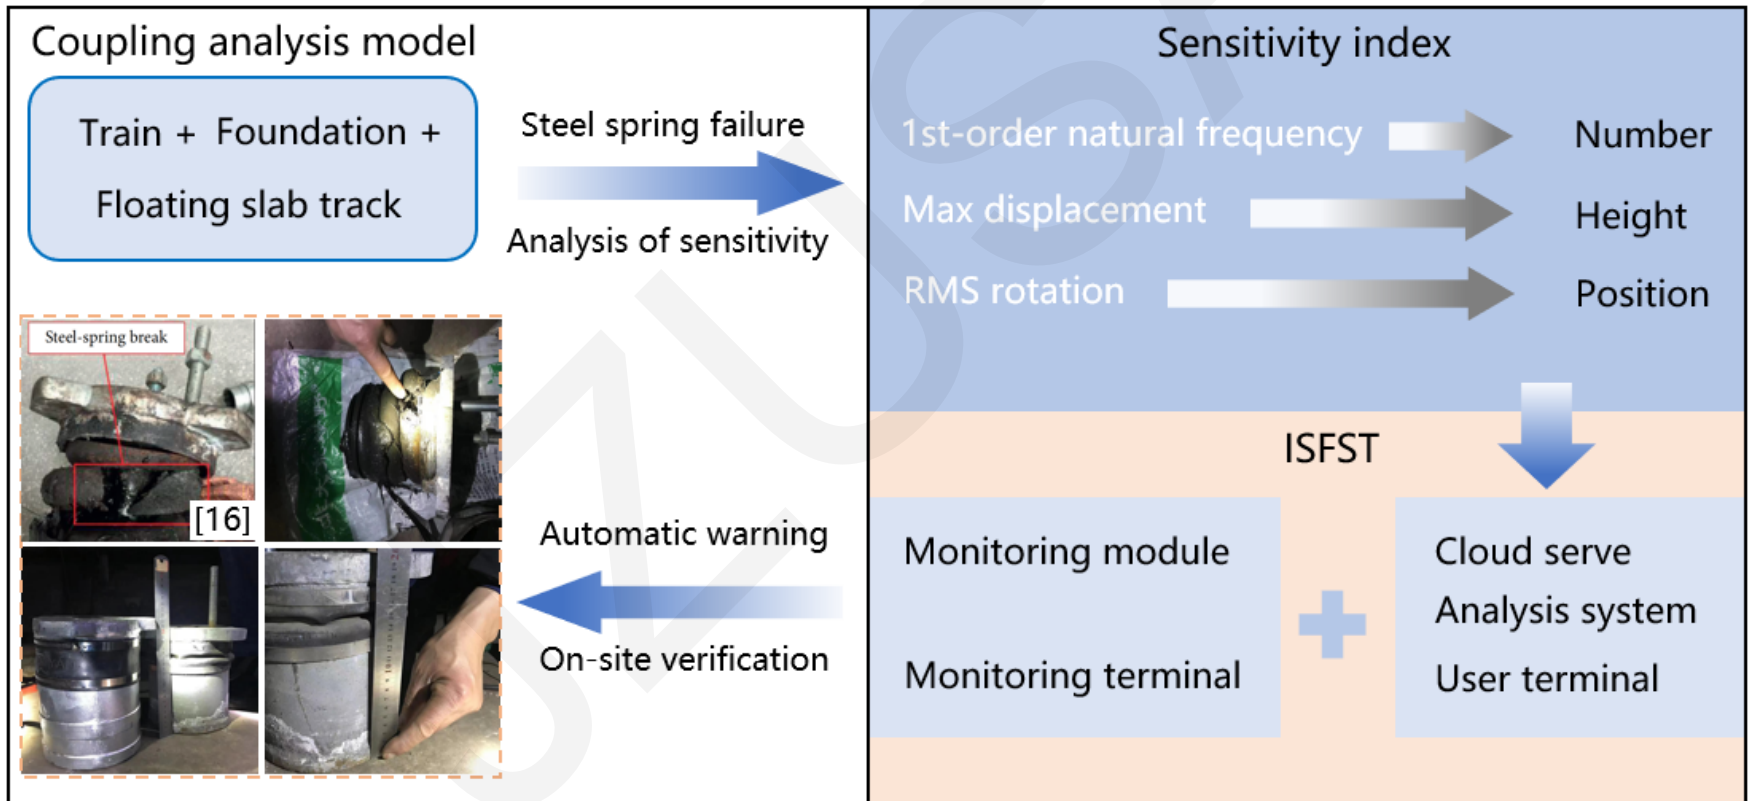 Coupling analysis model
Train + Foundation +
Floating slab track
Steel spring failure
Analysis of sensitivity
Sensitivity index
1st-order natural frequency
Number
Max displacement
Height
RMS rotation
Position
Steel-spring break
[16]
Automatic warning
On-site verification
ISFST
Monitoring module
Monitoring terminal
Cloud serve
Analysis system
User terminal
JZUSA